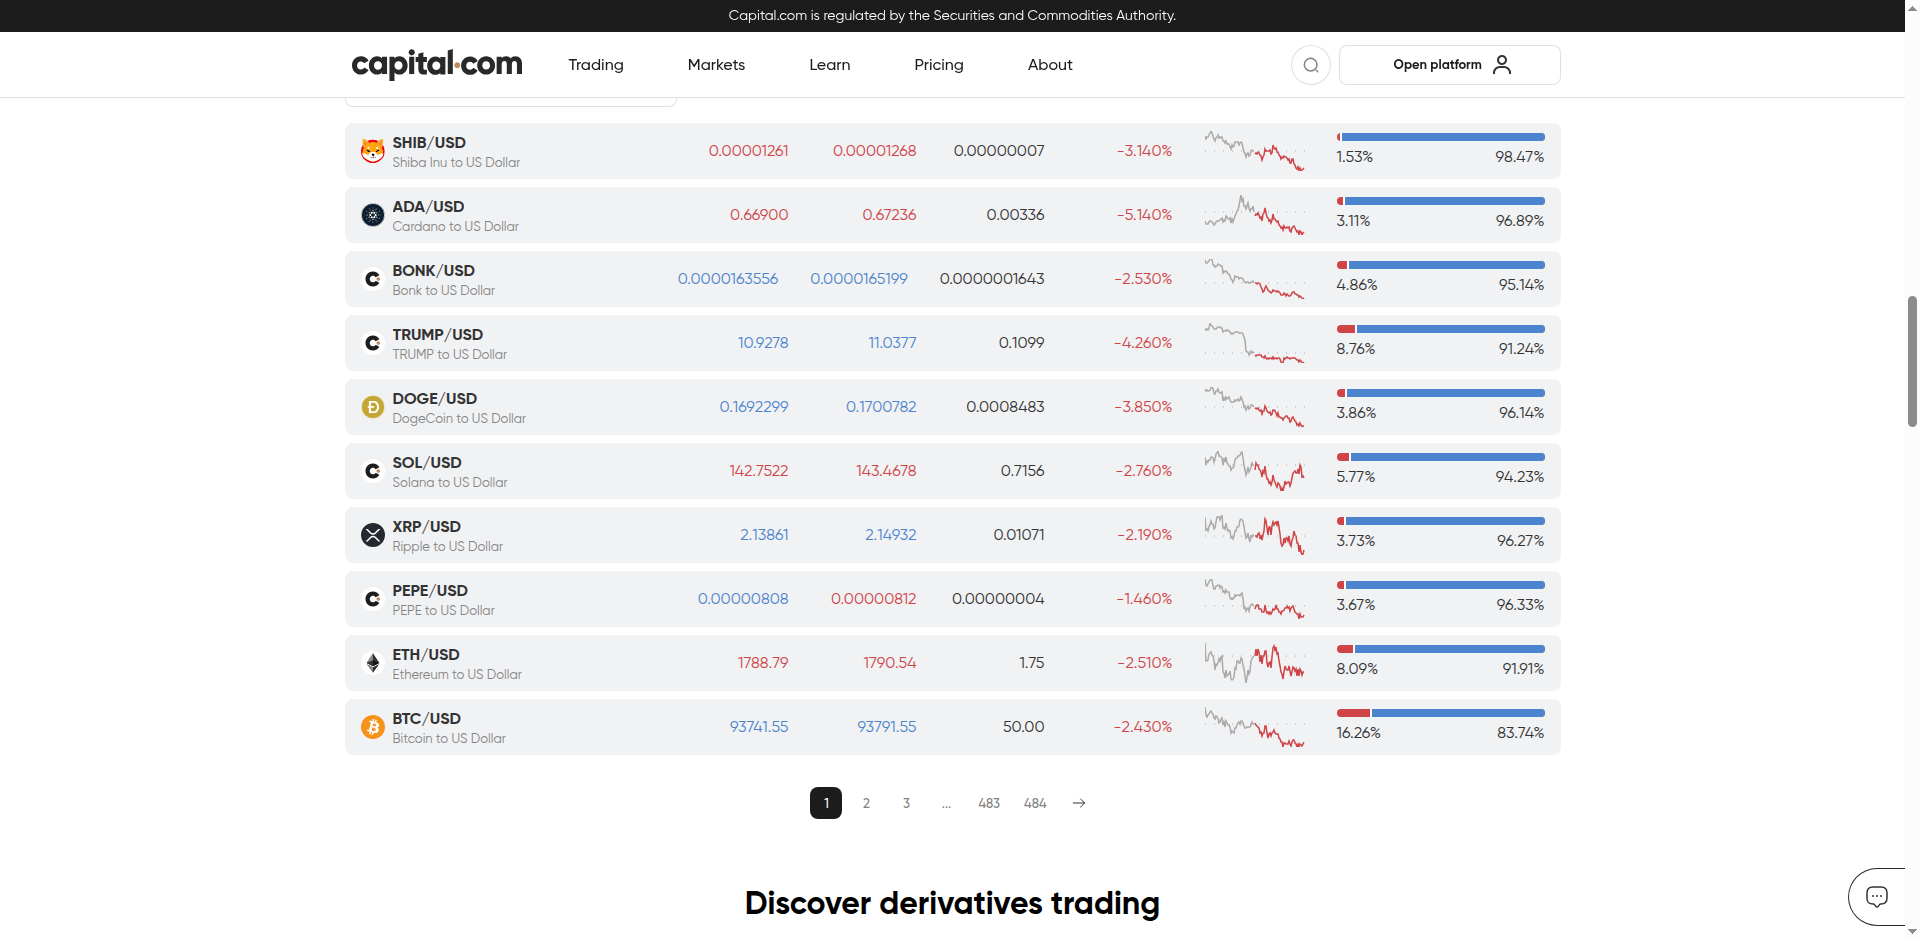 Capital.com is regulated by the Securities and Commodities Authority.
capital.com Trading Markets Learn Pricing About Open platform
SHIB/USD
Shiba Inu to US Dollar
0.00001261 0.00001268 0.00000007 -3.140% 1.53% 98.47%
ADA/USD
Cardano to US Dollar
0.66900 0.67236 0.00336 -5.140% 3.11% 96.89%
BONK/USD
Bonk to US Dollar
0.0000163556 0.0000165199 0.0000001643 -2.530% 4.86% 95.14%
TRUMP/USD
TRUMP to US Dollar
10.9278 11.0377 0.1099 -4.260% 8.76% 91.24%
DOGE/USD
DogeCoin to US Dollar
0.1692299 0.1700782 0.0008483 -3.850% 3.86% 96.14%
SOL/USD
Solana to US Dollar
142.7522 143.4678 0.7156 -2.760% 5.77% 94.23%
XRP/USD
Ripple to US Dollar
2.13861 2.14932 0.01071 -2.190% 3.73% 96.27%
PEPE/USD
PEPE to US Dollar
0.00000808 0.00000812 0.00000004 -1.460% 3.67% 96.33%
ETH/USD
Ethereum to US Dollar
1788.79 1790.54 1.75 -2.510% 8.09% 91.91%
BTC/USD
Bitcoin to US Dollar
93741.55 93791.55 50.00 -2.430% 16.26% 83.74%
1 2 3 ... 483 484 →
Discover derivatives trading